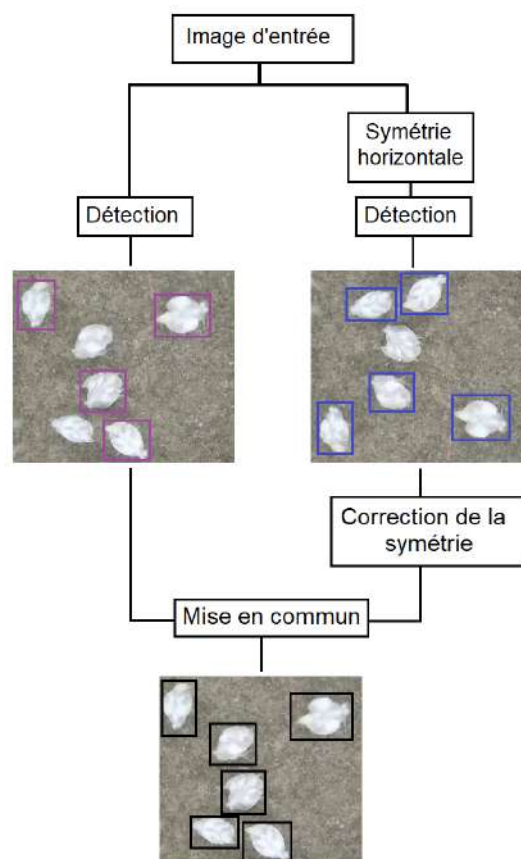 Image d'entrée
Symétrie
horizontale
Détection
Détection
Correction de la
symétrie
Mise en commun